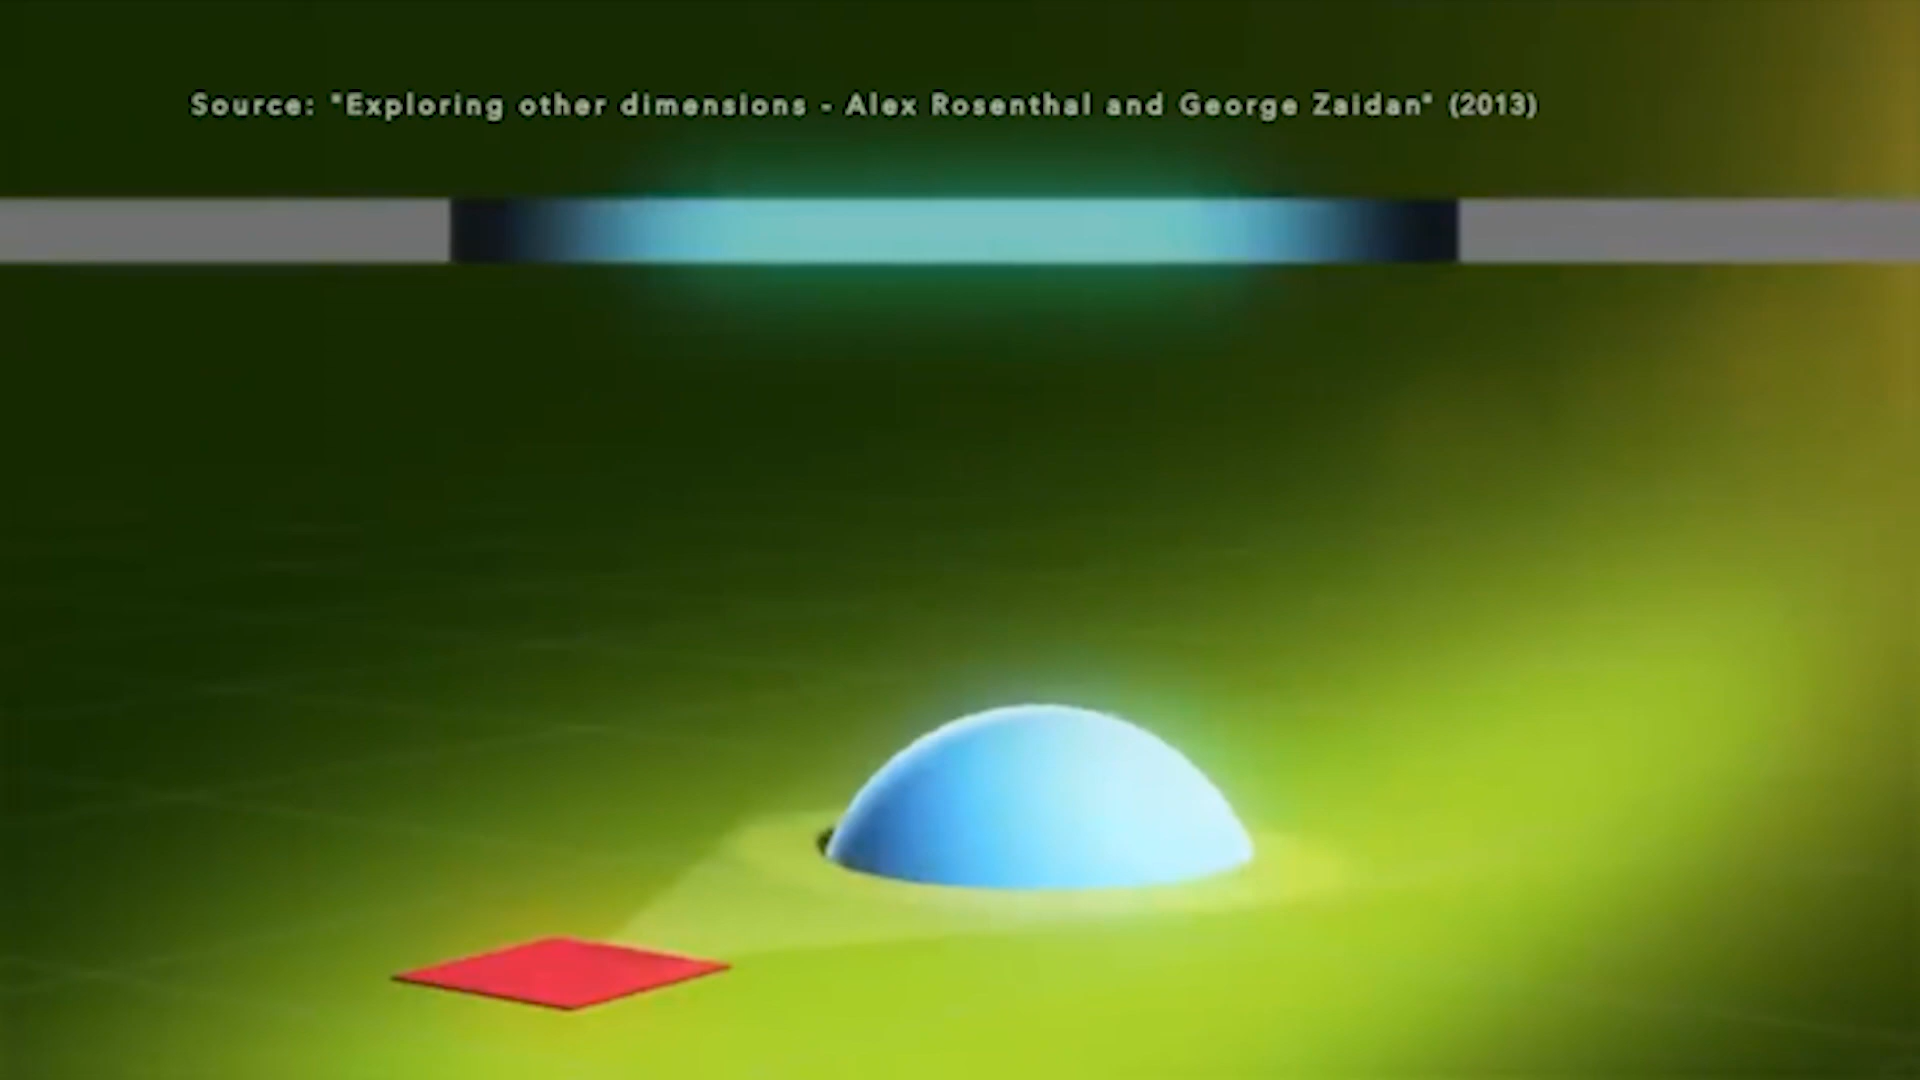 Source: "Exploring other dimensions - Alex Rosenthal and George Zaidan" (2013)